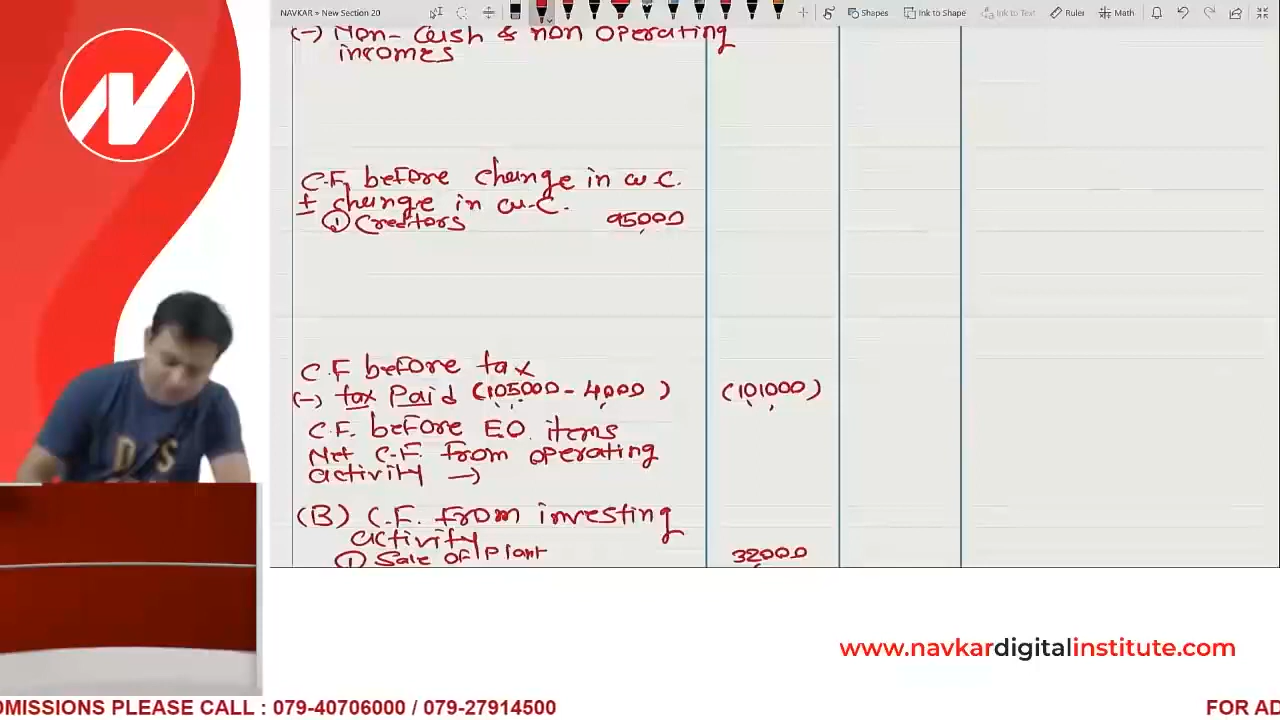 NAVKAR » New Section 20
Shapes
Ink to Shape
Ink to Text
Ruler
Math
(-) Non-Cash & non Operating
incomes
C.F. before change in w.C.
± change in w.C.
① Creditors 95000
C.F before tax
(-) tax Paid (105000 - 4000) (101000)
C.F. before E.O. items
Net C.F. from operating
activity →
(B) C.F. from investing
activity
① Sale of Plant 32000
www.navkardigitalinstitute.com
DMISSIONS PLEASE CALL : 079-40706000 / 079-27914500
FOR AD